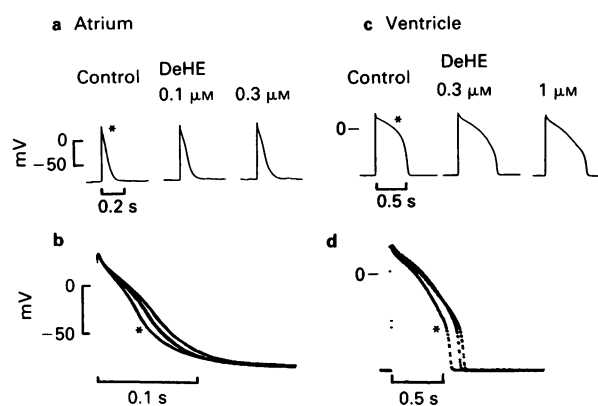 a Atrium
Control
DeHE
0.1 μM
0.3 μM
*
mV
0
−50
0.2 s
c Ventricle
Control
DeHE
0.3 μM
1 μM
*
0−
0.5 s
b
mV
0
−50
*
0.1 s
d
0−
*
0.5 s